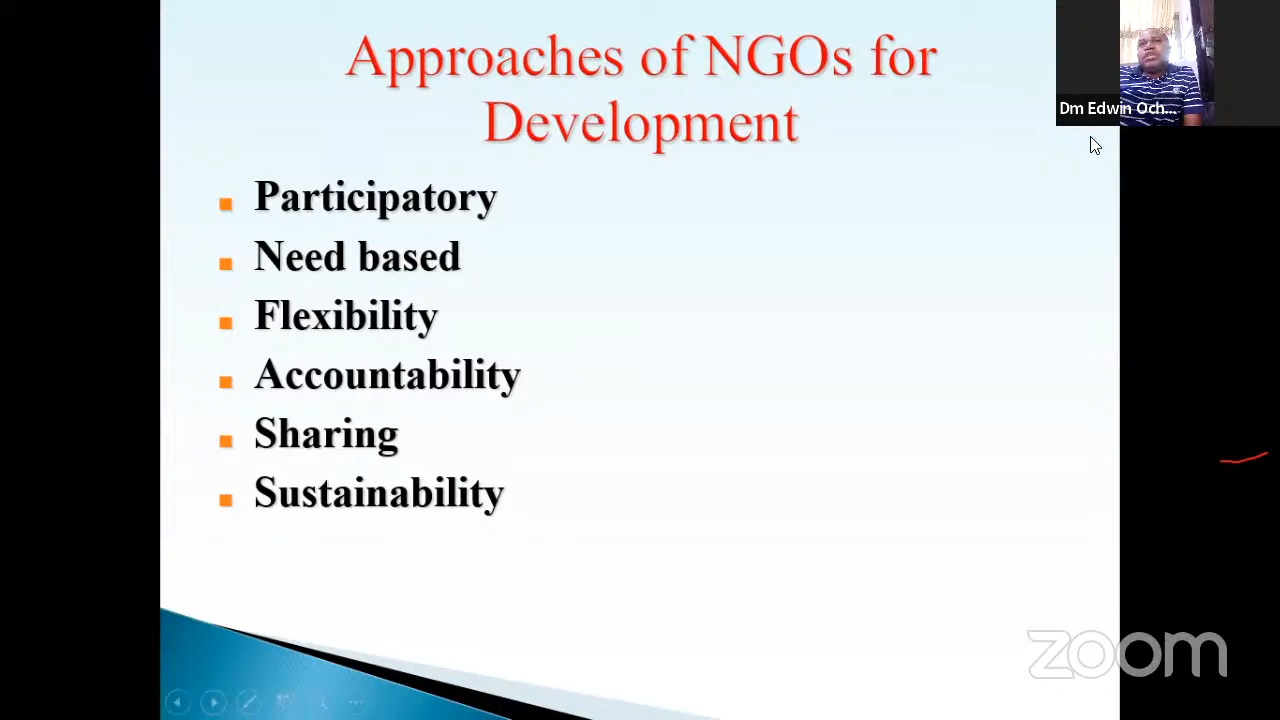 Approaches of NGOs for
Development
Dm Edwin Och...
Participatory
Need based
Flexibility
Accountability
Sharing
Sustainability
zoom